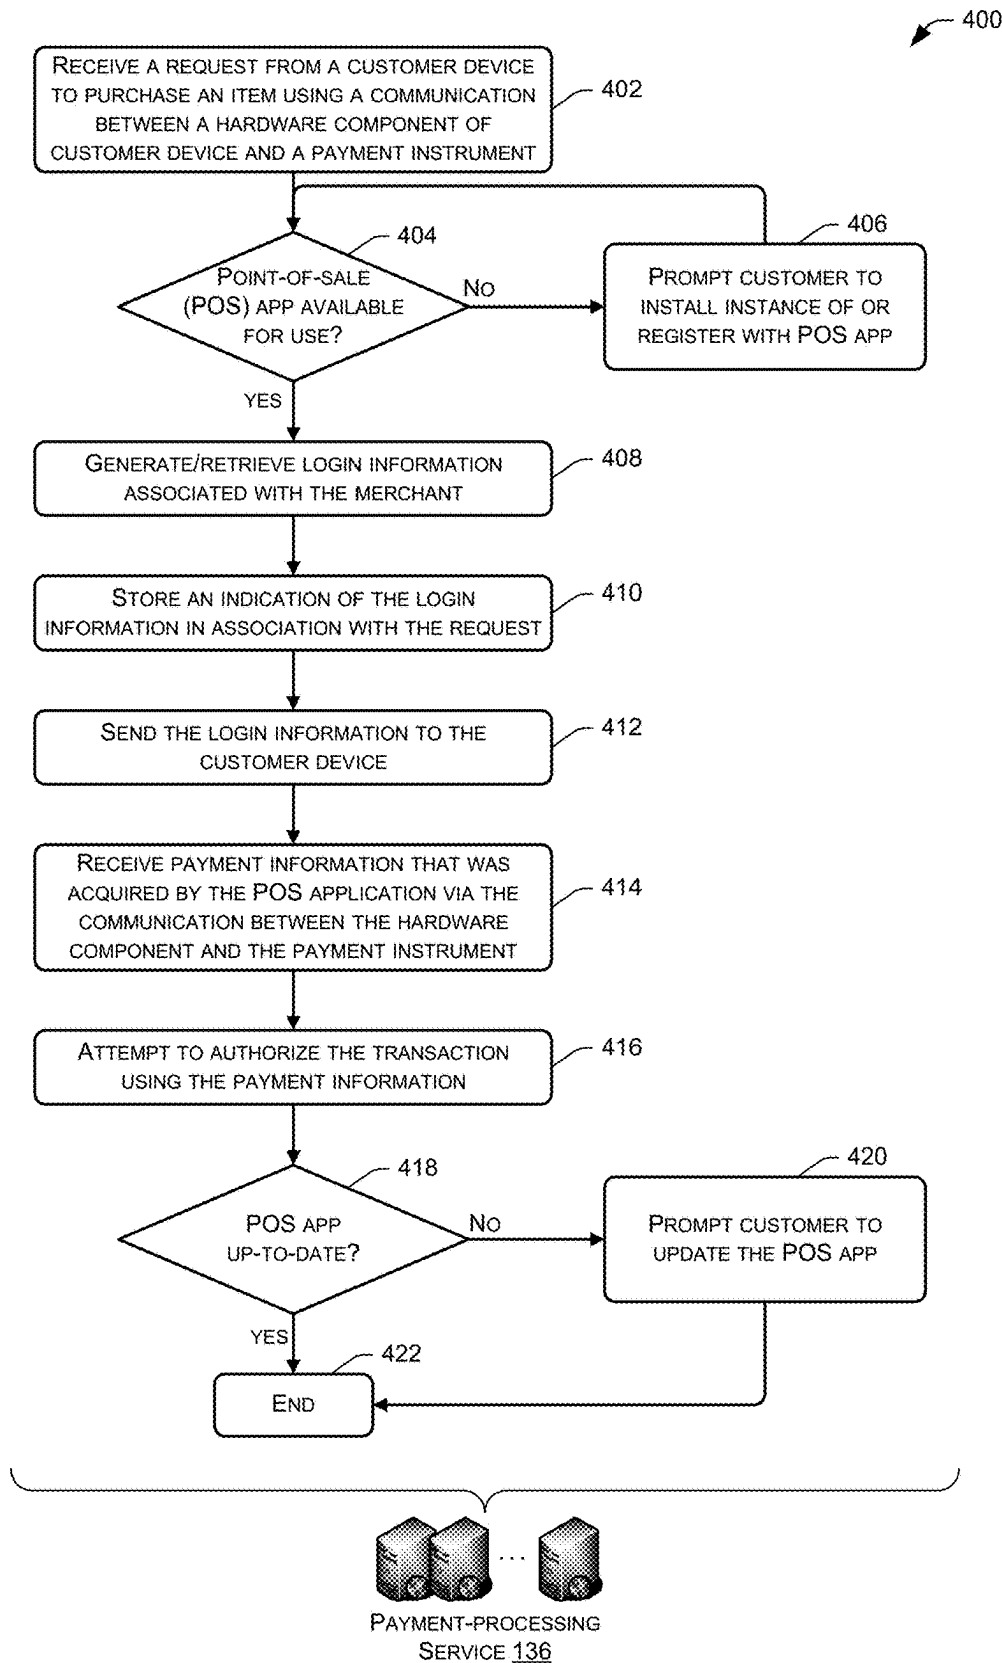 400
RECEIVE A REQUEST FROM A CUSTOMER DEVICE
TO PURCHASE AN ITEM USING A COMMUNICATION
BETWEEN A HARDWARE COMPONENT OF
CUSTOMER DEVICE AND A PAYMENT INSTRUMENT
402
404
POINT-OF-SALE
(POS) APP AVAILABLE
FOR USE?
NO
406
PROMPT CUSTOMER TO
INSTALL INSTANCE OF OR
REGISTER WITH POS APP
YES
GENERATE/RETRIEVE LOGIN INFORMATION
ASSOCIATED WITH THE MERCHANT
408
STORE AN INDICATION OF THE LOGIN
INFORMATION IN ASSOCIATION WITH THE REQUEST
410
SEND THE LOGIN INFORMATION TO THE
CUSTOMER DEVICE
412
RECEIVE PAYMENT INFORMATION THAT WAS
ACQUIRED BY THE POS APPLICATION VIA THE
COMMUNICATION BETWEEN THE HARDWARE
COMPONENT AND THE PAYMENT INSTRUMENT
414
ATTEMPT TO AUTHORIZE THE TRANSACTION
USING THE PAYMENT INFORMATION
416
418
POS APP
UP-TO-DATE?
NO
420
PROMPT CUSTOMER TO
UPDATE THE POS APP
YES
422
END
...
PAYMENT-PROCESSING
SERVICE 136